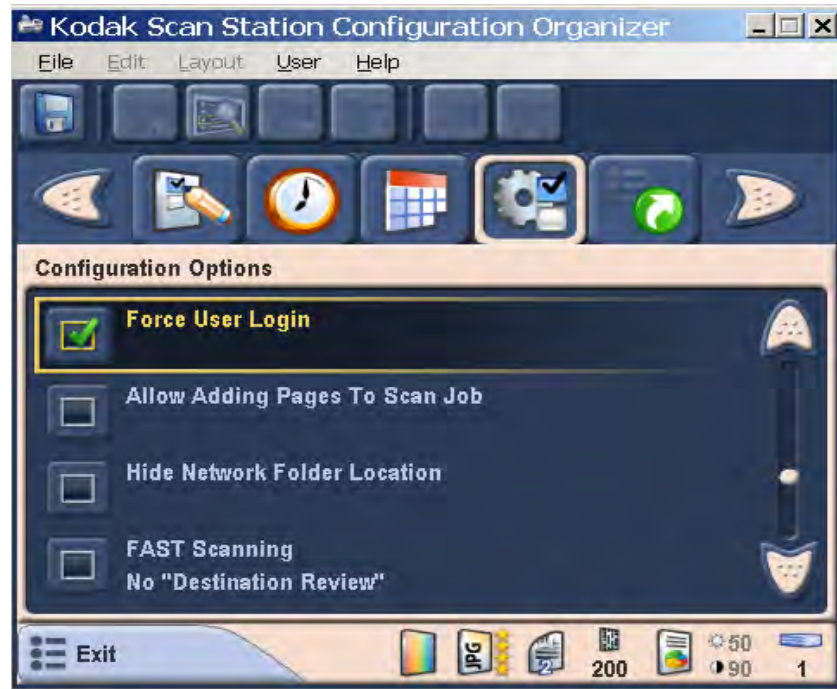 Kodak Scan Station Configuration Organizer
File Edit Layout User Help
Configuration Options
Force User Login
Allow Adding Pages To Scan Job
Hide Network Folder Location
FAST Scanning
No "Destination Review"
Exit
JPG
2
200
50
90
1